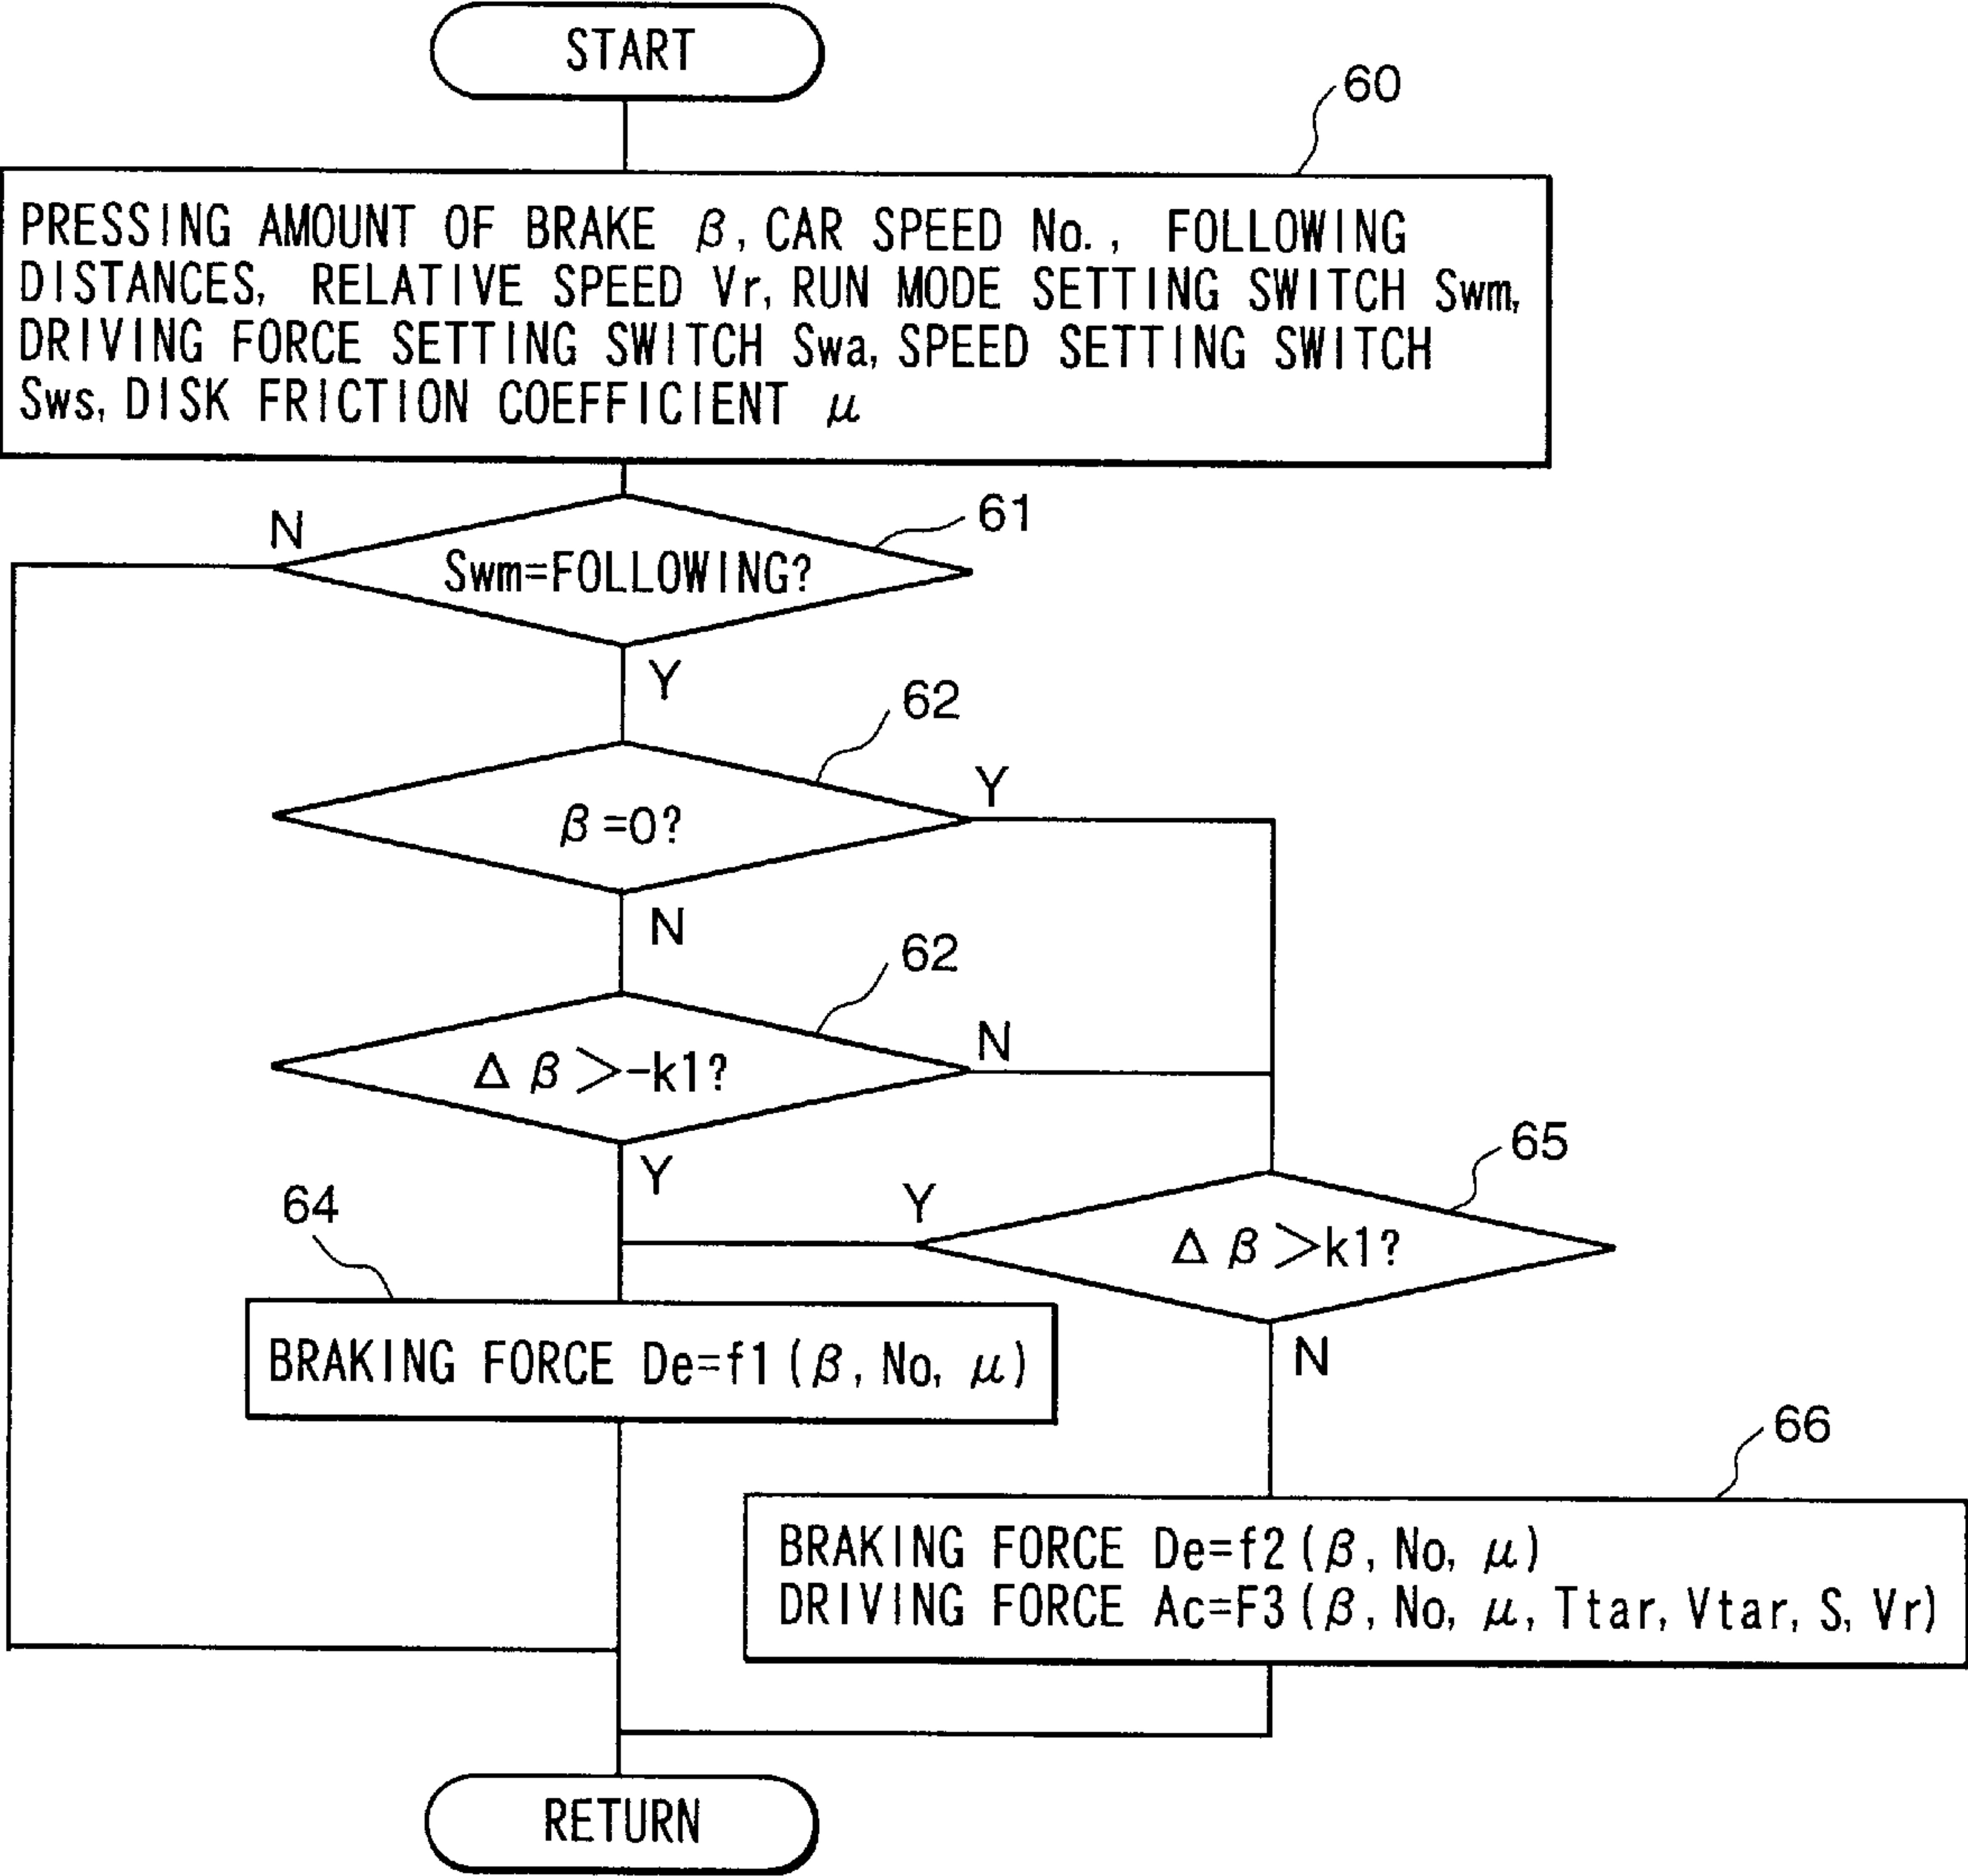 START
60
PRESSING AMOUNT OF BRAKE β, CAR SPEED No., FOLLOWING
DISTANCES, RELATIVE SPEED Vr, RUN MODE SETTING SWITCH Swm,
DRIVING FORCE SETTING SWITCH Swa, SPEED SETTING SWITCH
Sws, DISK FRICTION COEFFICIENT μ
61
N
Swm=FOLLOWING?
Y
62
β=0?
Y
N
62
Δβ>-k1?
N
Y
65
Δβ>k1?
Y
N
64
BRAKING FORCE De=f1(β, No, μ)
66
BRAKING FORCE De=f2(β, No, μ)
DRIVING FORCE Ac=F3(β, No, μ, Ttar, Vtar, S, Vr)
RETURN